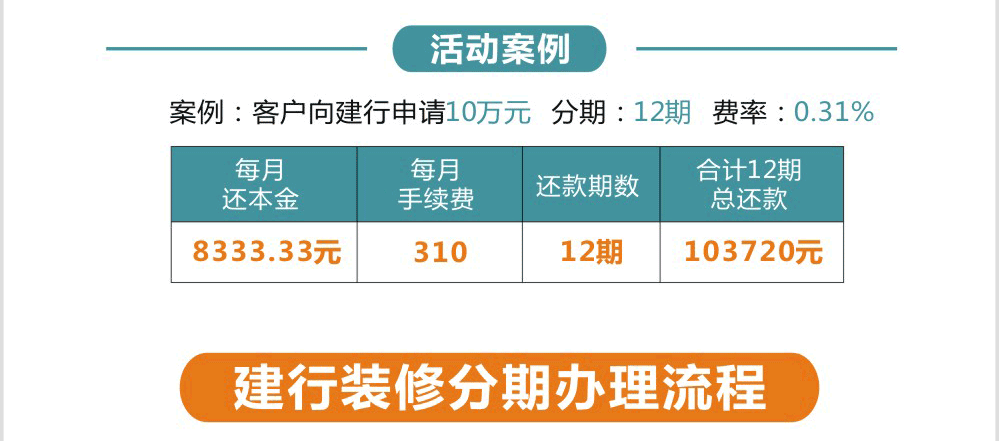 活动案例
案例：客户向建行申请10万元 分期：12期 费率：0.31%
每月
还本金
每月
手续费
还款期数
合计12期
总还款
8333.33元 310 12期 103720元
建行装修分期办理流程